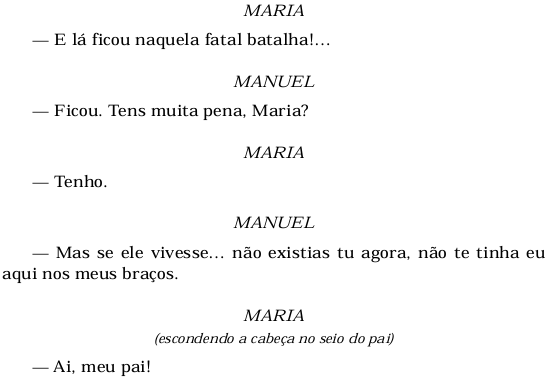 MARIA
— E lá ficou naquela fatal batalha!...
MANUEL
— Ficou. Tens muita pena, Maria?
MARIA
— Tenho.
MANUEL
— Mas se ele vivesse... não existias tu agora, não te tinha eu
aqui nos meus braços.
MARIA
(escondendo a cabeça no seio do pai)
— Ai, meu pai!